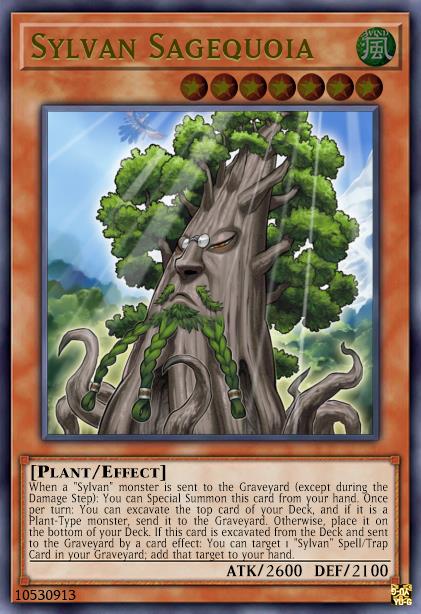 SYLVAN SAGEQUOIA
WIND
風
[PLANT/EFFECT]
When a "Sylvan" monster is sent to the Graveyard (except during the
Damage Step): You can Special Summon this card from your hand. Once
per turn: You can excavate the top card of your Deck, and if it is a
Plant-Type monster, send it to the Graveyard. Otherwise, place it on
the bottom of your Deck. If this card is excavated from the Deck and sent
to the Graveyard by a card effect: You can target 1 "Sylvan" Spell/Trap
Card in your Graveyard; add that target to your hand.
ATK/2600 DEF/2100
10530913